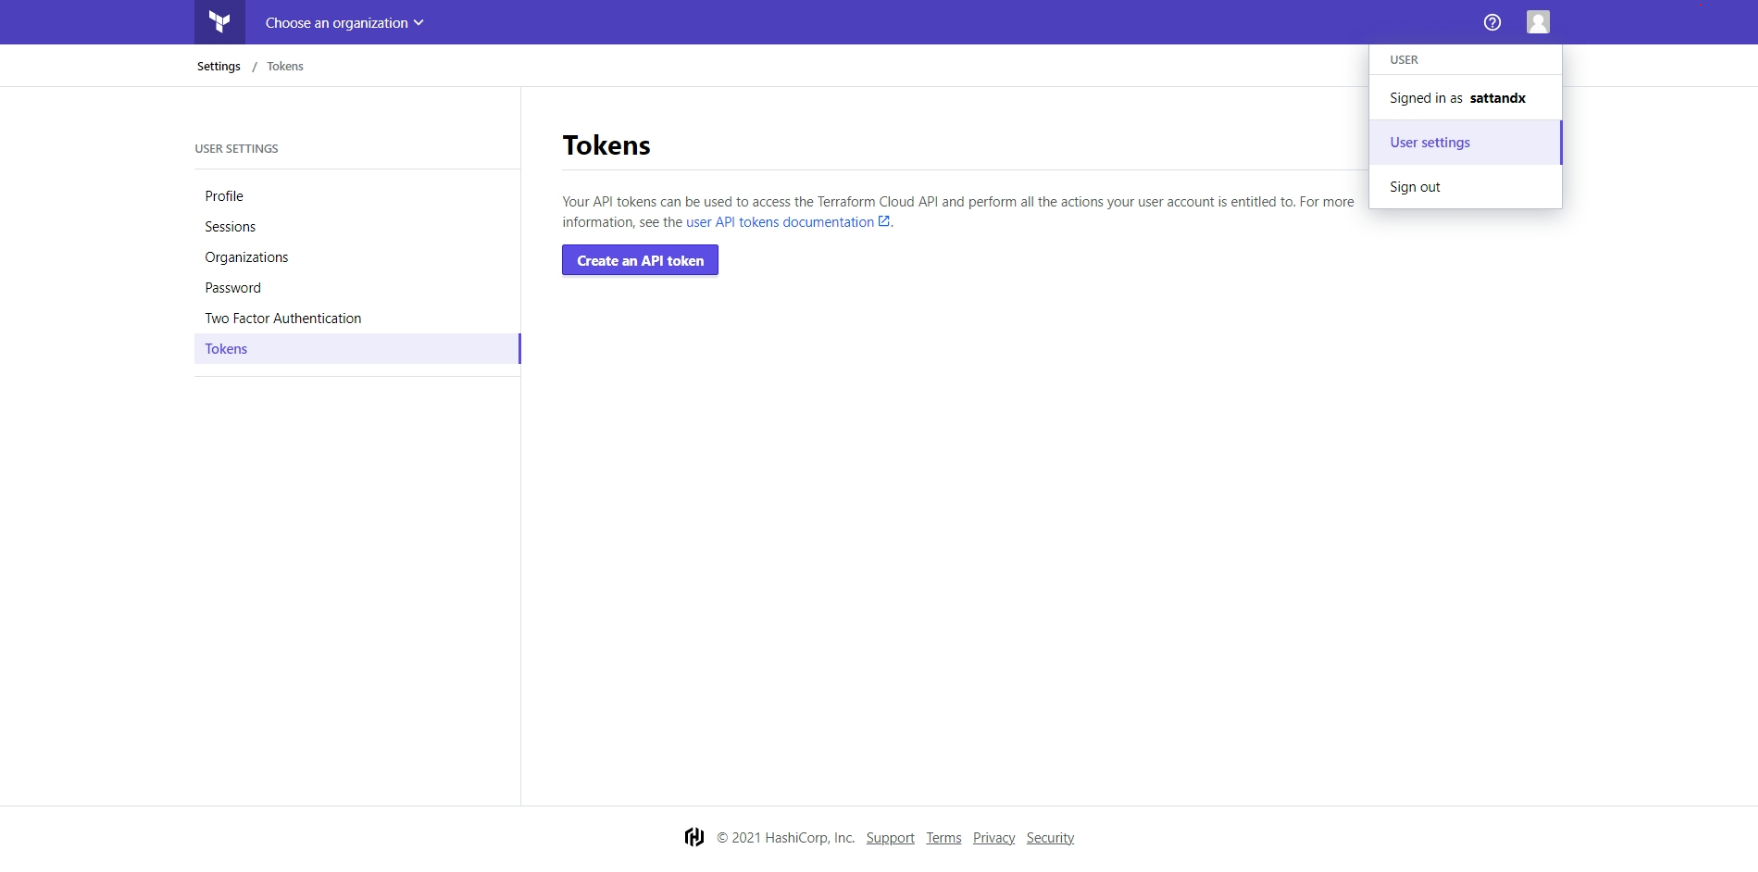 Choose an organization
Settings / Tokens
USER
Signed in as sattandx
User settings
Sign out
USER SETTINGS
Profile
Sessions
Organizations
Password
Two Factor Authentication
Tokens
Tokens
Your API tokens can be used to access the Terraform Cloud API and perform all the actions your user account is entitled to. For more
information, see the user API tokens documentation.
Create an API token
© 2021 HashiCorp, Inc. Support Terms Privacy Security